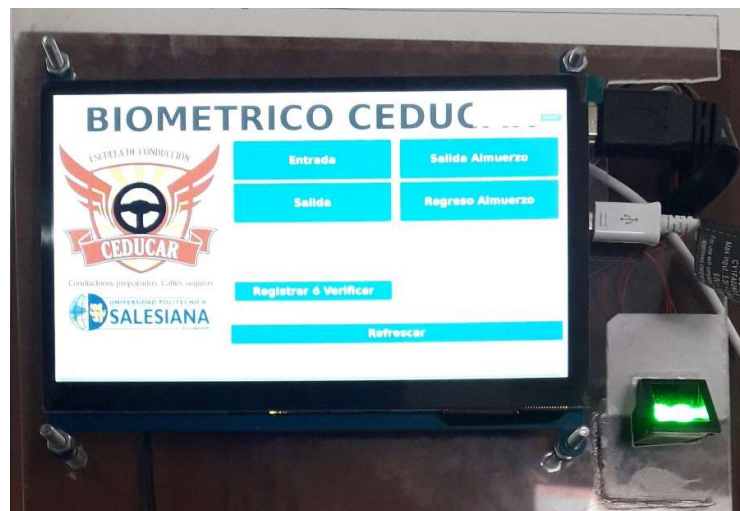 BIOMETRICO CEDUC
ESCUELA DE CONDUCCIÓN
CEDUCAR
Conductores preparados. Calles seguras
UNIVERSIDAD POLITÉCNICA
SALESIANA
ECUADOR
Entrada
Salida Almuerzo
Salida
Regreso Almuerzo
Registrar ó Verificar
Refrescar